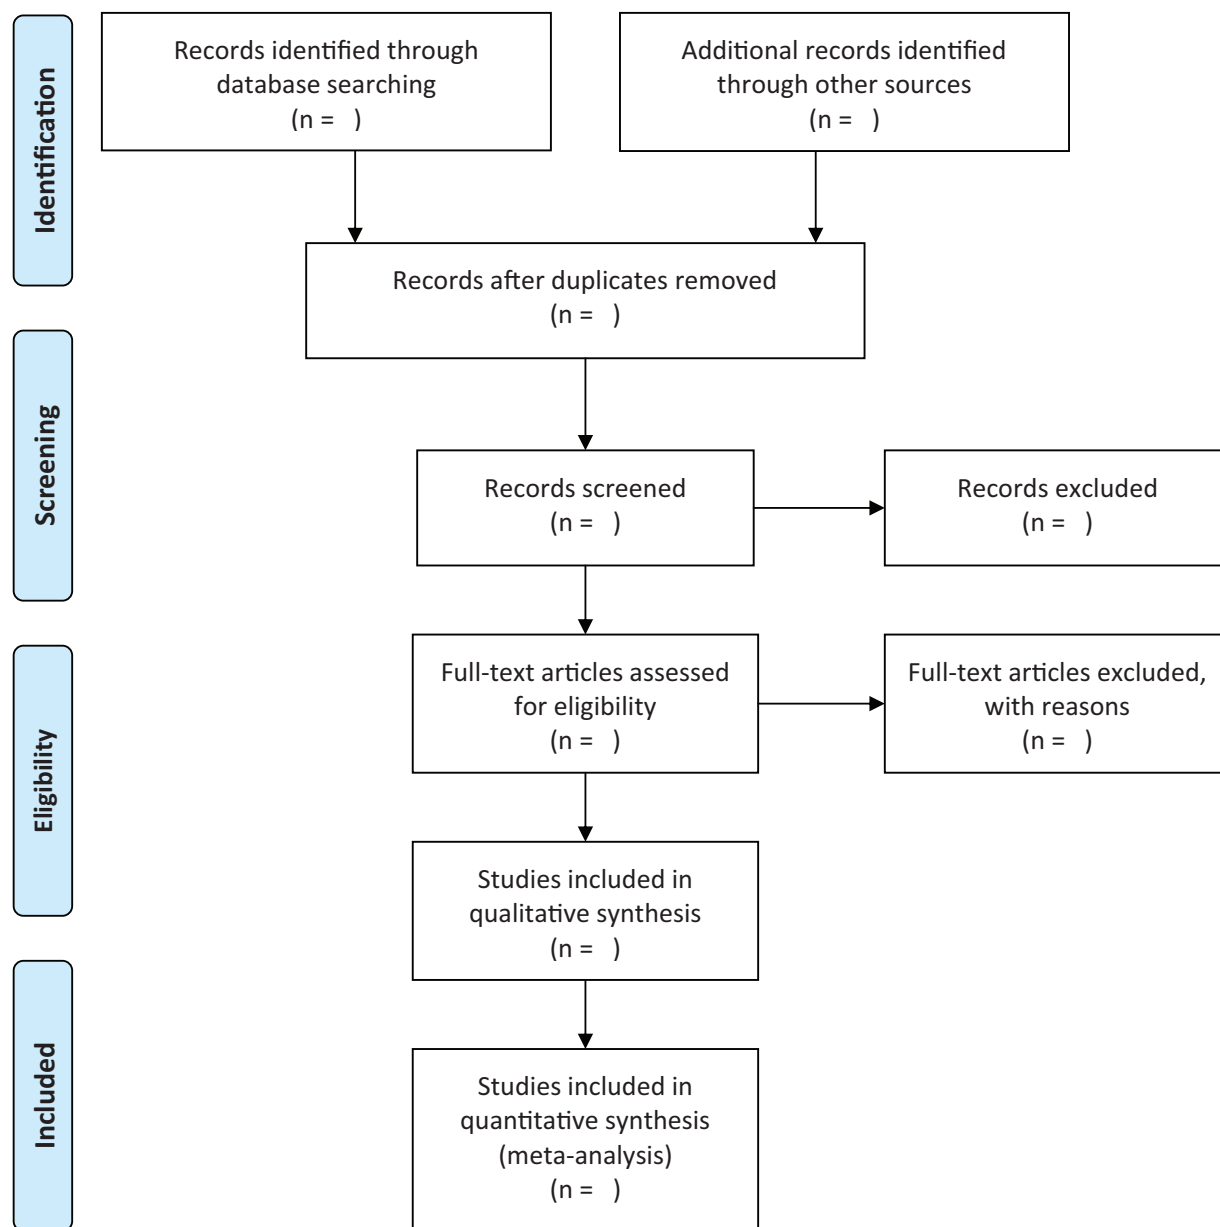 Identification
Records identified through
database searching
(n =   )
Additional records identified
through other sources
(n =   )
Records after duplicates removed
(n =   )
Screening
Records screened
(n =   )
Records excluded
(n =   )
Eligibility
Full-text articles assessed
for eligibility
(n =   )
Full-text articles excluded,
with reasons
(n =   )
Studies included in
qualitative synthesis
(n =   )
Included
Studies included in
quantitative synthesis
(meta-analysis)
(n =   )